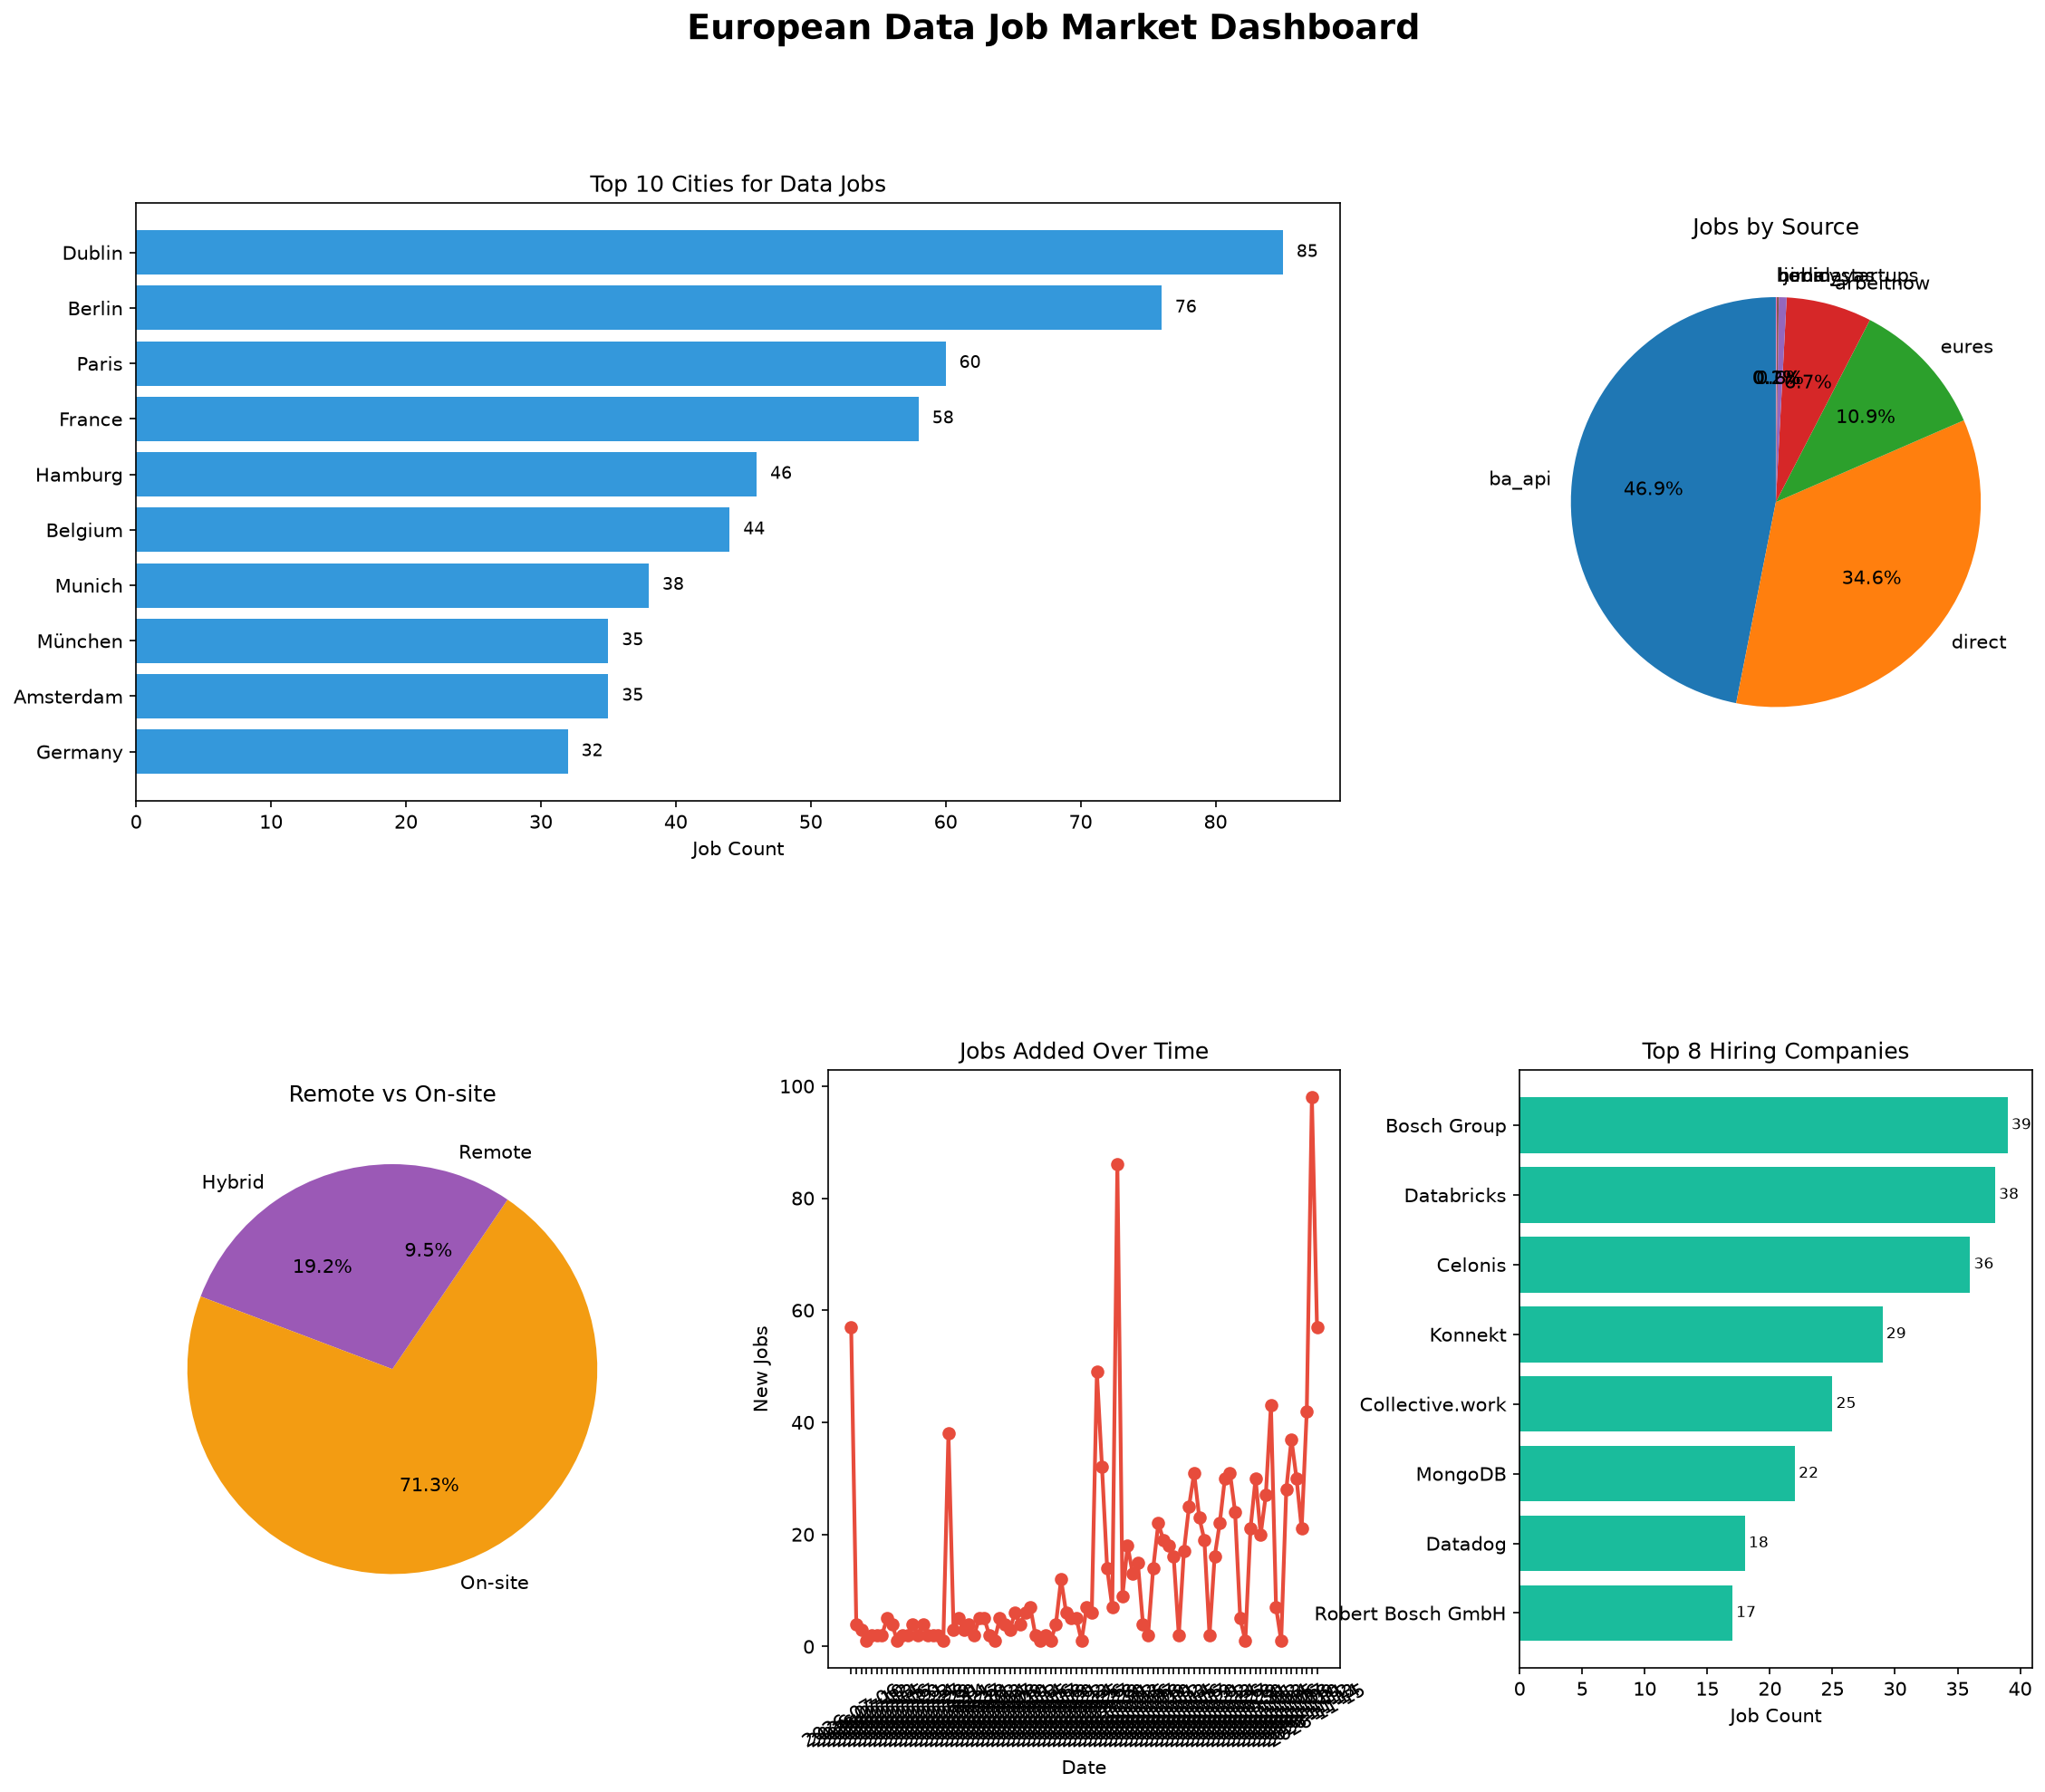 European Data Job Market Dashboard
Top 10 Cities for Data Jobs
Dublin
85
Berlin
76
Paris
60
France
58
Hamburg
46
Belgium
44
Munich
38
München
35
Amsterdam
35
Germany
32
0 10 20 30 40 50 60 70 80
Job Count
Jobs by Source
arbeitnow
eures
6.7%
10.9%
ba_api
46.9%
34.6%
direct
Remote vs On-site
Remote
Hybrid
9.5%
19.2%
71.3%
On-site
Jobs Added Over Time
100
80
60
40
20
0
New Jobs
Date
Top 8 Hiring Companies
Bosch Group
39
Databricks
38
Celonis
36
Konnekt
29
Collective.work
25
MongoDB
22
Datadog
18
Robert Bosch GmbH
17
0 5 10 15 20 25 30 35 40
Job Count